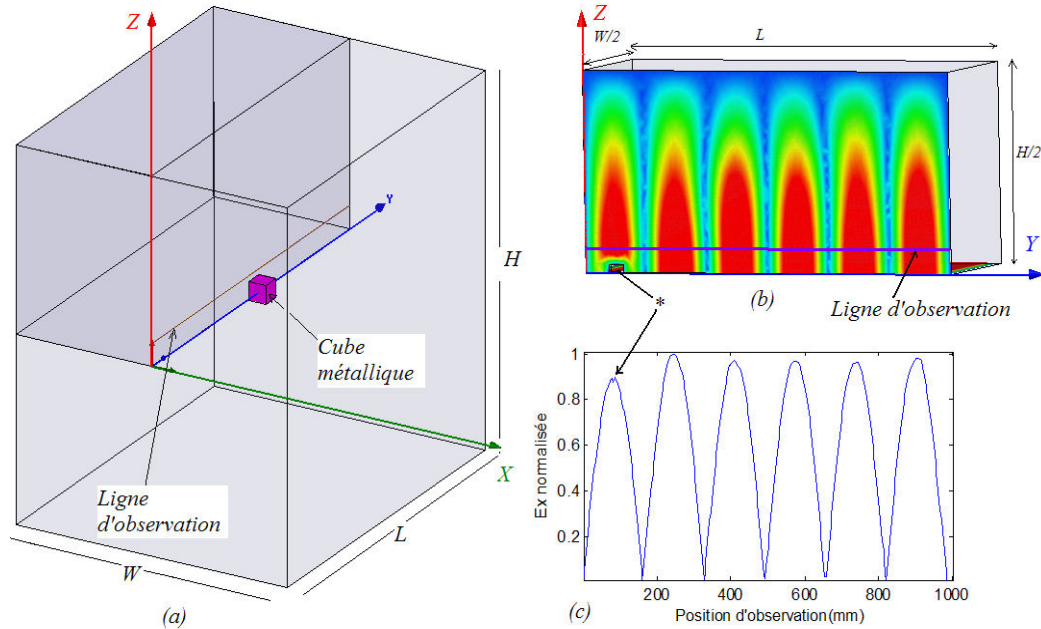 Z
Y
H
Cube
métallique
X
Ligne
d'observation
L
W
(a)
Z
W/2
L
H/2
Y
*
(b)
Ligne d'observation
1
0.8
0.6
0.4
0.2
Ex normalisée
200
400
600
800
1000
(c)
Position d'observation(mm)